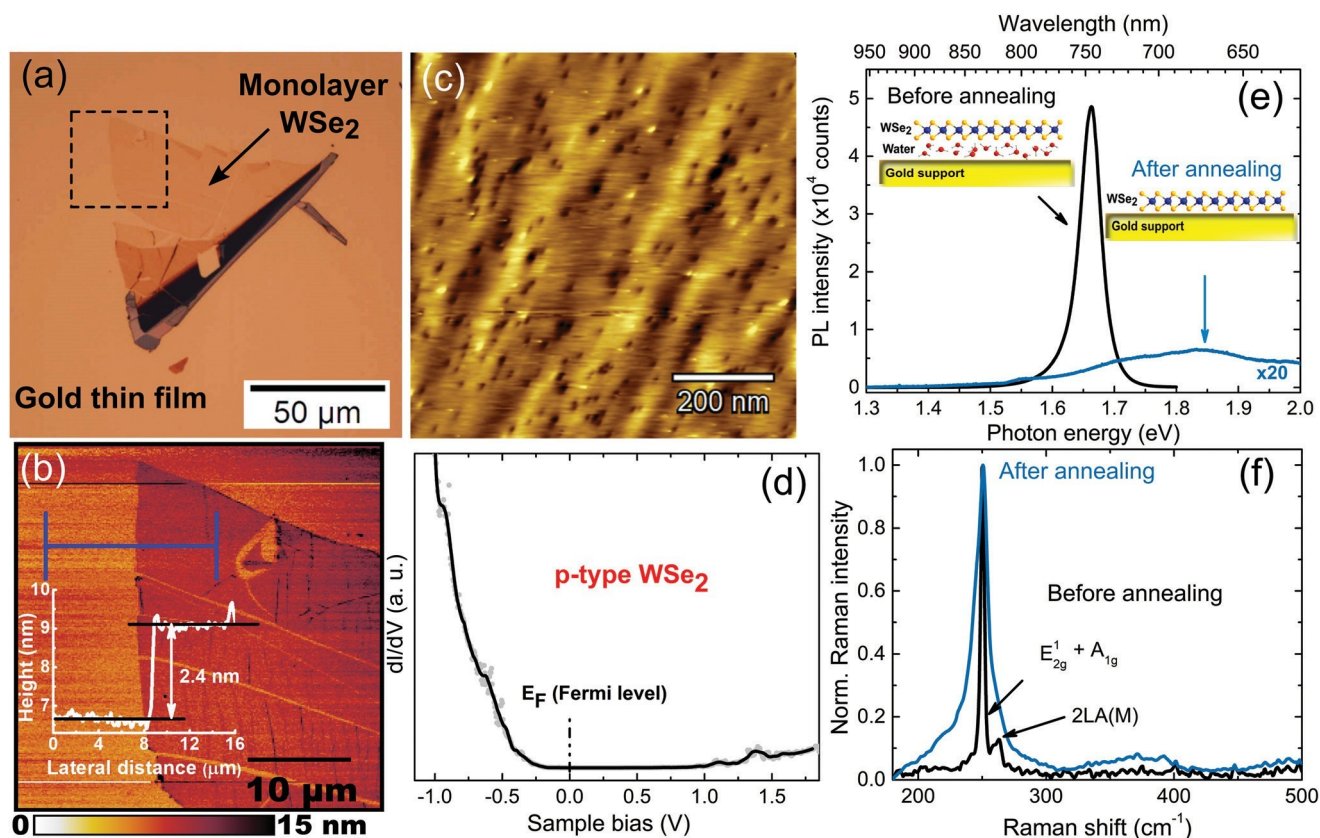 (a)
Monolayer
WSe₂
Gold thin film
50 µm
(b)
10
9
8
7
Height (nm)
2.4 nm
0 4 8 12 16
Lateral distance (µm)
10 µm
0 15 nm
(c)
200 nm
(d)
dI/dV (a. u.)
p-type WSe₂
E_F (Fermi level)
-1.0 -0.5 0.0 0.5 1.0 1.5
Sample bias (V)
Wavelength (nm)
950 900 850 800 750 700 650
(e)
PL intensity (x10⁴ counts)
5
4
3
2
1
0
Before annealing
WSe₂
Water
Gold support
After annealing
WSe₂
Gold support
x20
1.3 1.4 1.5 1.6 1.7 1.8 1.9 2.0
Photon energy (eV)
(f)
Norm. Raman intensity
1.0
0.8
0.6
0.4
0.2
0.0
After annealing
Before annealing
E¹₂g + A₁g
2LA(M)
200 300 400 500
Raman shift (cm⁻¹)